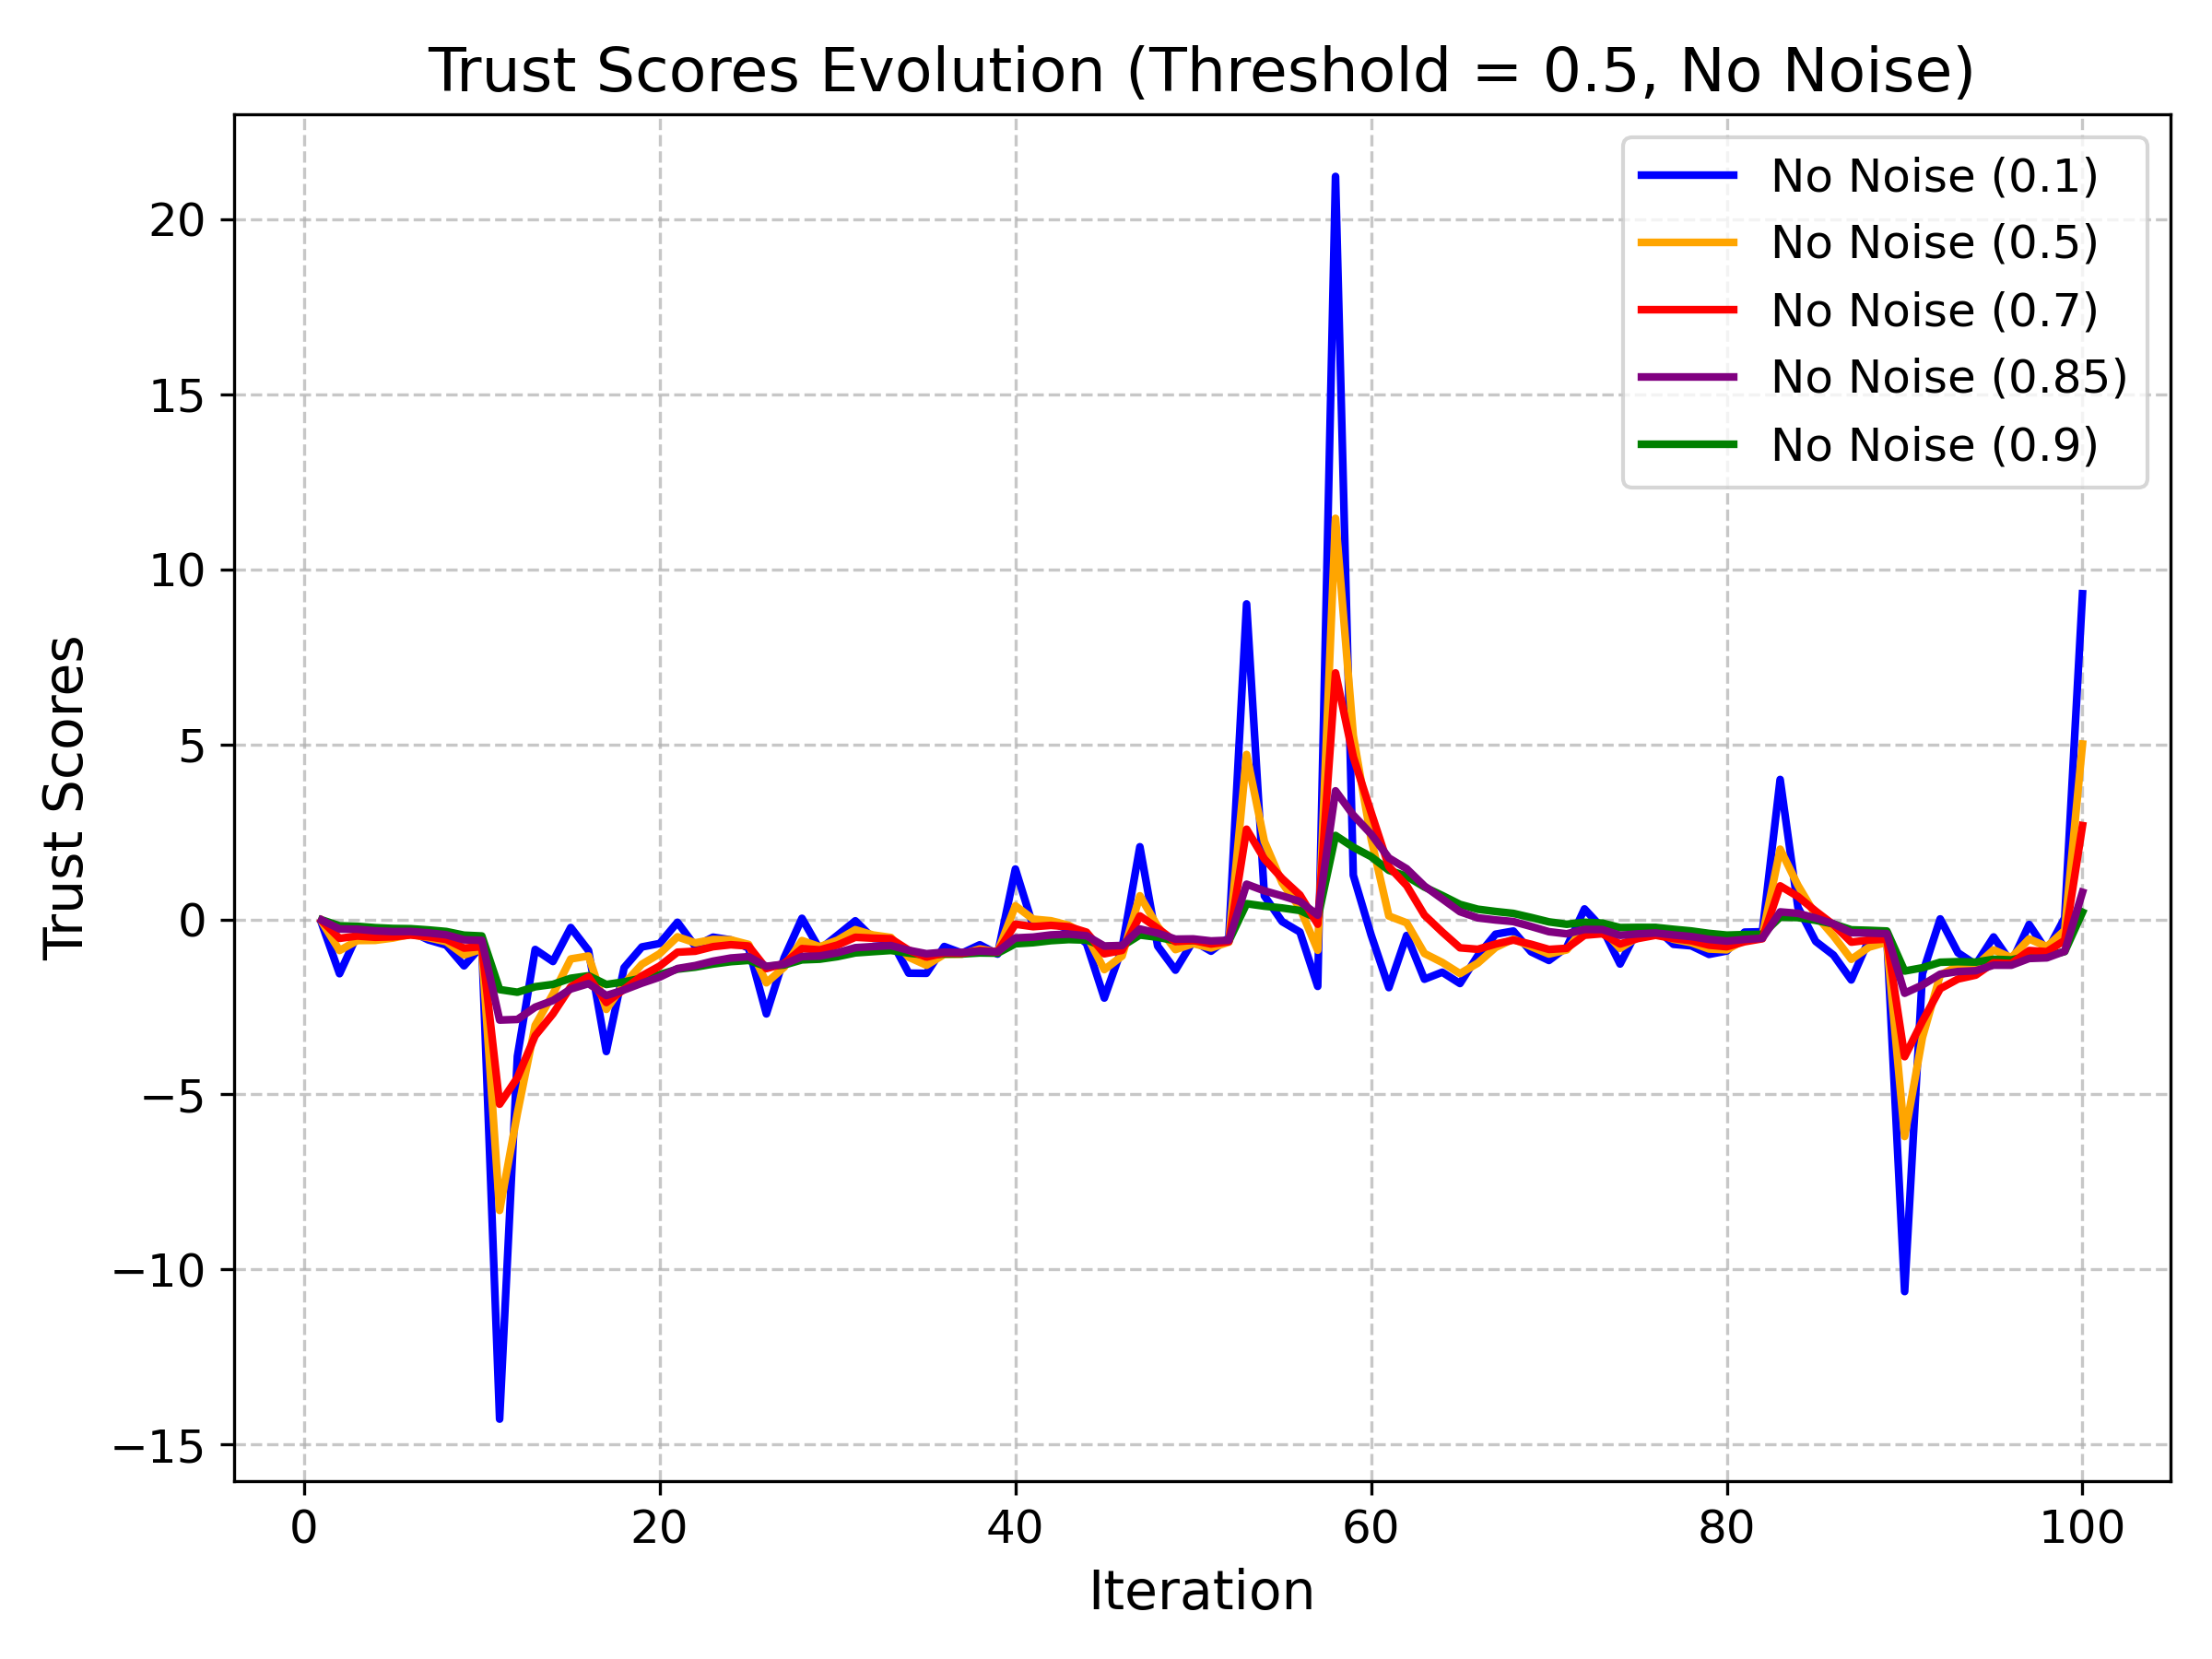 Trust Scores Evolution (Threshold = 0.5, No Noise)
No Noise (0.1)
No Noise (0.5)
No Noise (0.7)
No Noise (0.85)
No Noise (0.9)
Trust Scores
20
15
10
5
0
−5
−10
−15
0 20 40 60 80 100
Iteration